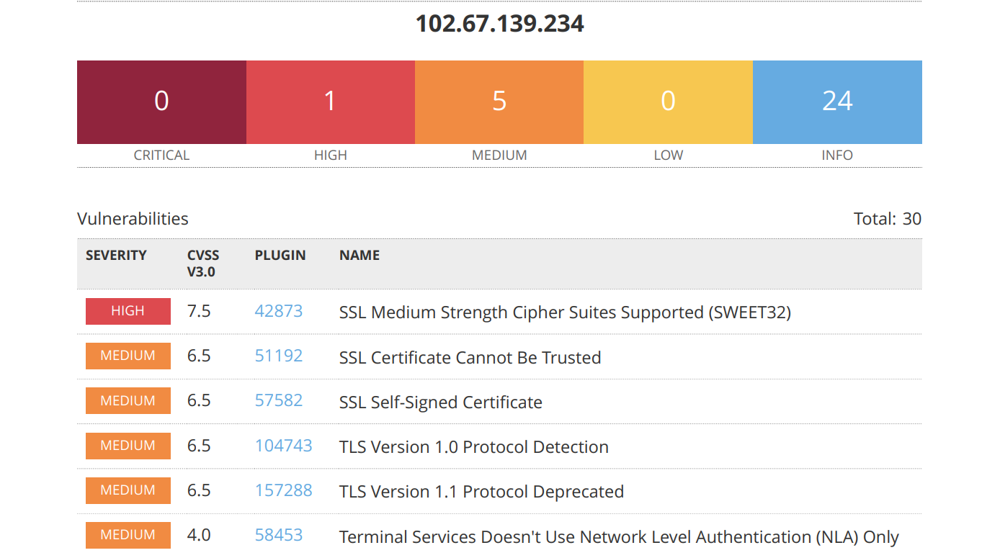 102.67.139.234
0 1 5 0 24
CRITICAL HIGH MEDIUM LOW INFO
Vulnerabilities Total: 30
SEVERITY CVSS V3.0 PLUGIN NAME
HIGH 7.5 42873 SSL Medium Strength Cipher Suites Supported (SWEET32)
MEDIUM 6.5 51192 SSL Certificate Cannot Be Trusted
MEDIUM 6.5 57582 SSL Self-Signed Certificate
MEDIUM 6.5 104743 TLS Version 1.0 Protocol Detection
MEDIUM 6.5 157288 TLS Version 1.1 Protocol Deprecated
MEDIUM 4.0 58453 Terminal Services Doesn't Use Network Level Authentication (NLA) Only